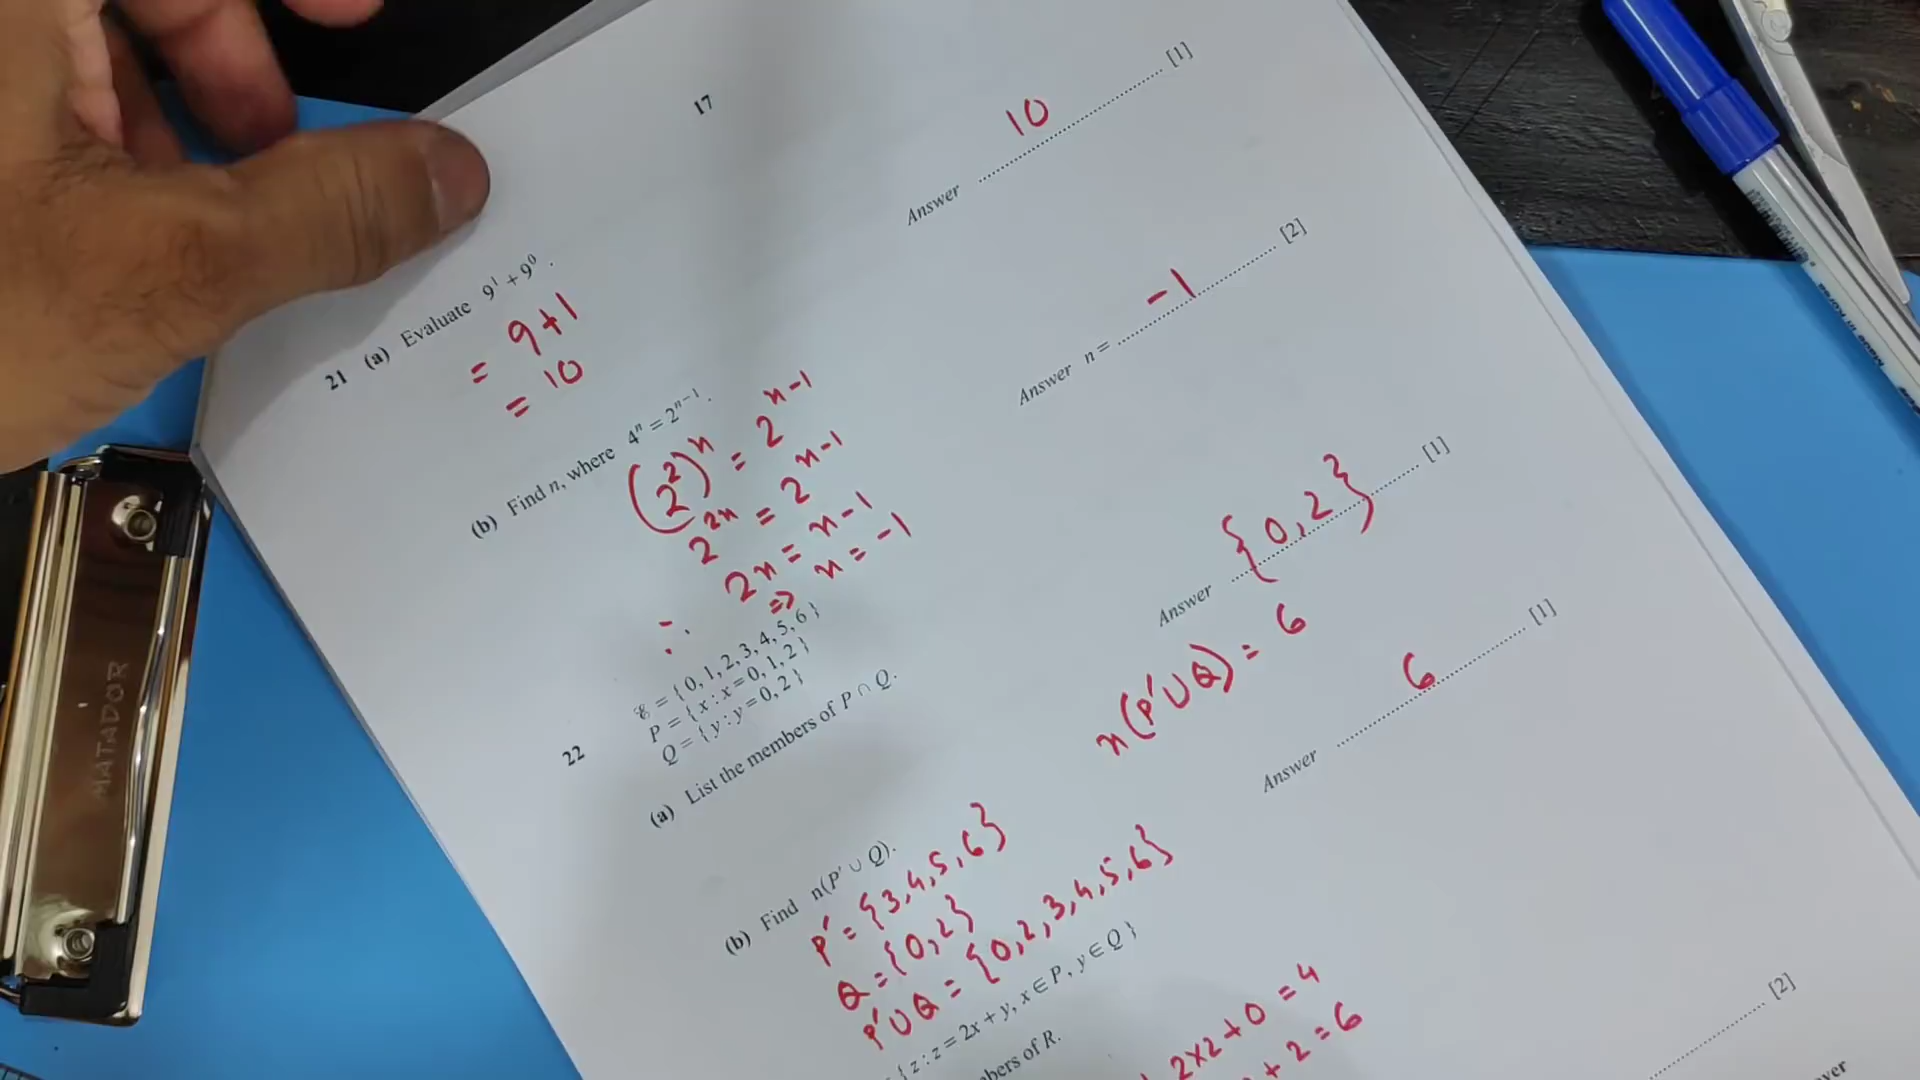 17
21 (a) Evaluate 9¹ + 9⁰.
= 9+1
= 10
Answer 10 [1]
(b) Find n, where 4ⁿ = 2ⁿ⁻¹.
(2²)ⁿ = 2ⁿ⁻¹
2²ⁿ = 2ⁿ⁻¹
∴ 2n = n-1
⇒ n = -1
Answer n = -1 [2]
22 ℰ = { 0, 1, 2, 3, 4, 5, 6 }
P = { x : x = 0, 1, 2 }
Q = { y : y = 0, 2 }
(a) List the members of P ∩ Q.
Answer {0,2} [1]
(b) Find n(P′ ∪ Q).
P′ = {3,4,5,6}
Q = {0,2}
P′∪Q = {0,2,3,4,5,6}
n(P′∪Q) = 6
Answer 6 [1]
{ z : z = 2x + y, x ∈ P, y ∈ Q }
of R.
2x2+0 = 4
+ 2 = 6
[2]
MATADOR